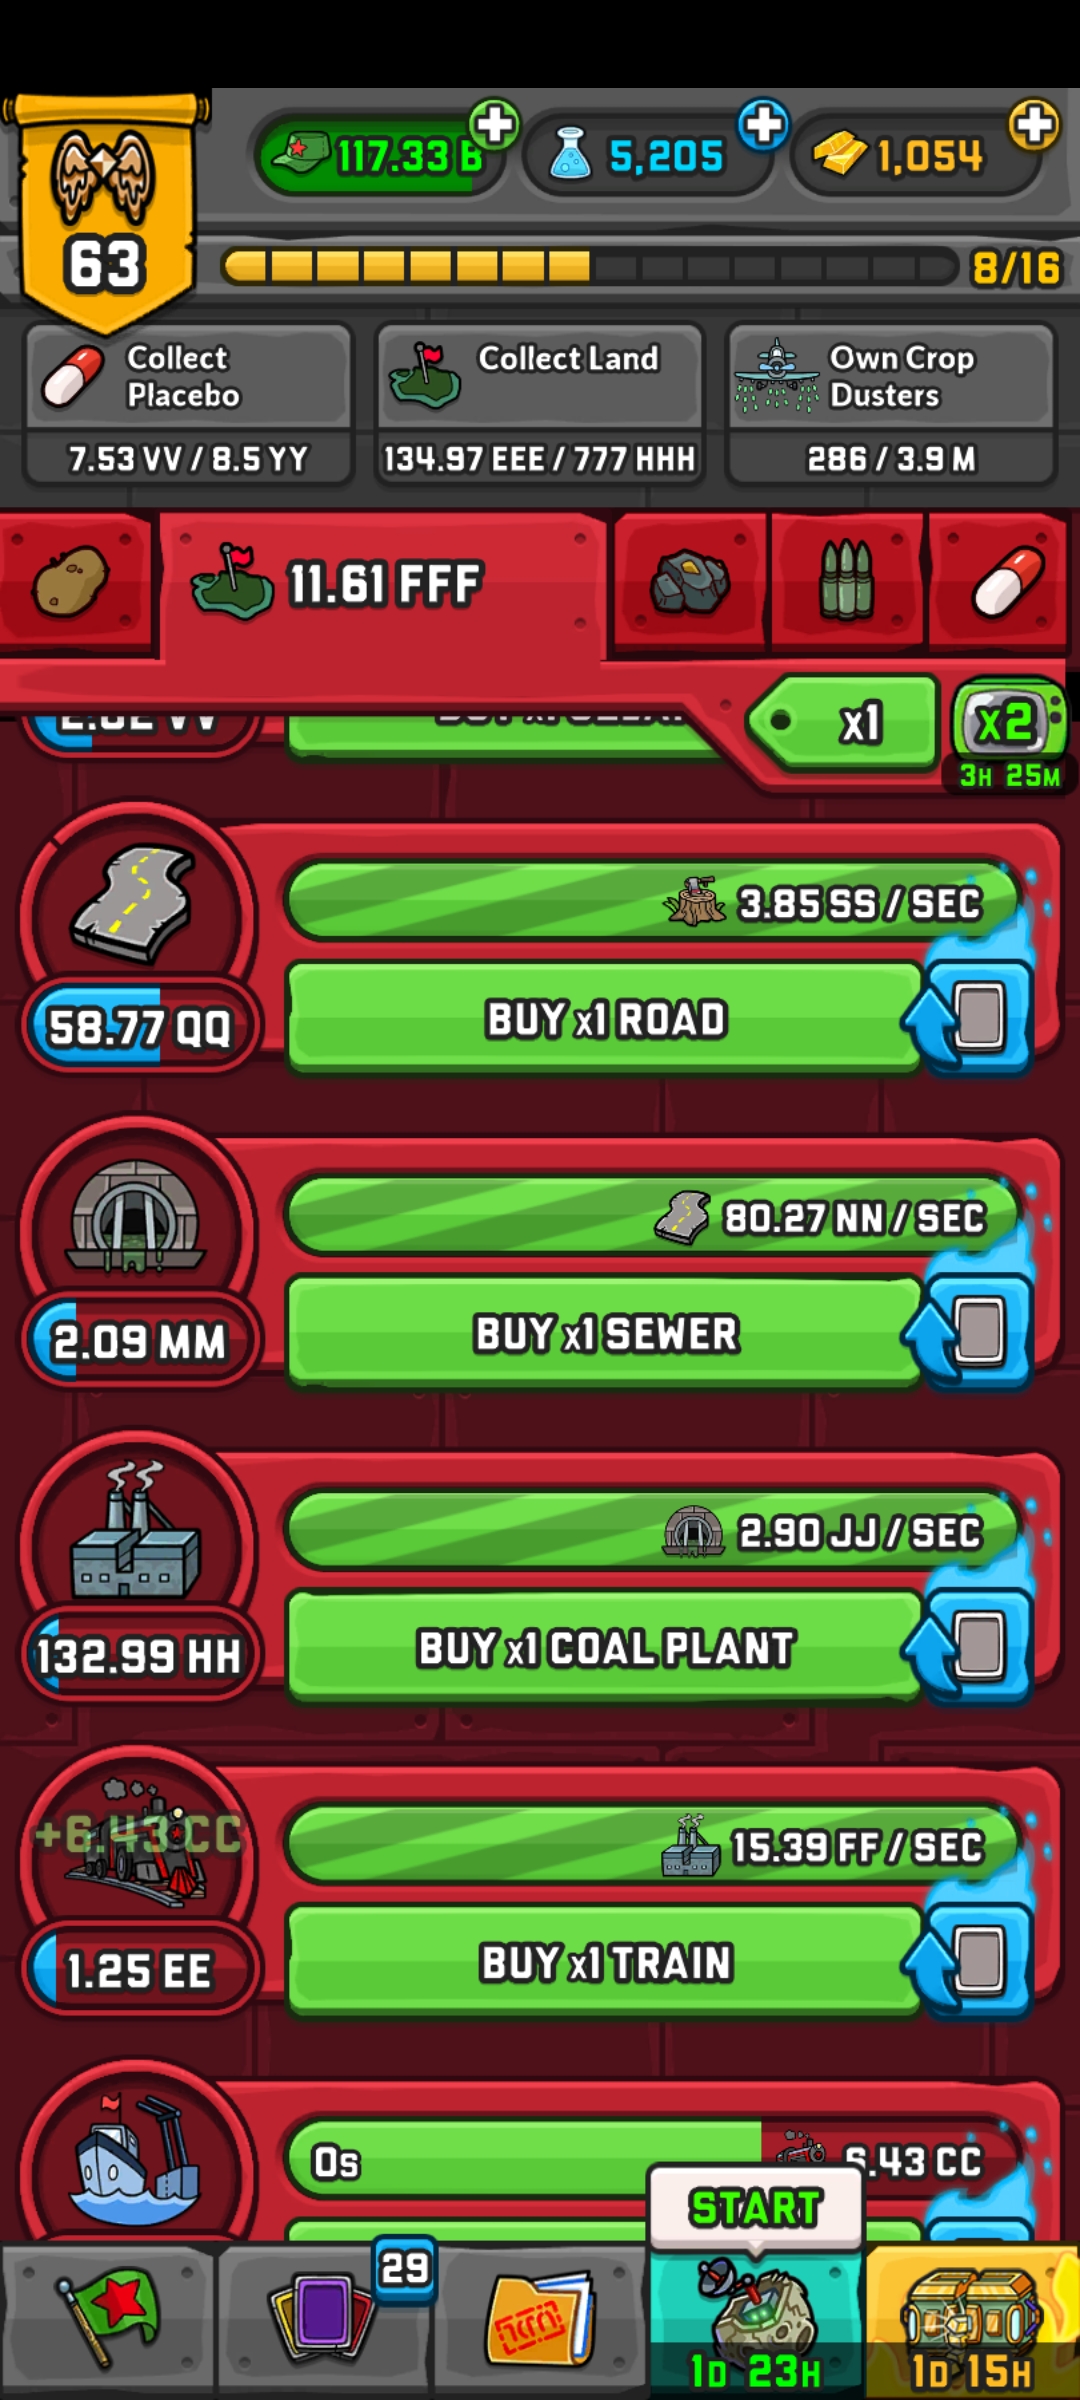 117.33 B
5,205
1,054
63
8/16
Collect
Placebo
7.53 VV / 8.5 YY
Collect Land
134.97 EEE / 777 HHH
Own Crop
Dusters
286 / 3.9 M
11.61 FFF
x1
x2
3H 25M
3.85 SS / SEC
58.77 QQ
BUY x1 ROAD
80.27 NN / SEC
2.09 MM
BUY x1 SEWER
2.90 JJ / SEC
132.99 HH
BUY x1 COAL PLANT
+6.43 CC
15.39 FF / SEC
1.25 EE
BUY x1 TRAIN
0s
6.43 CC
START
29
1D 23H
1D 15H